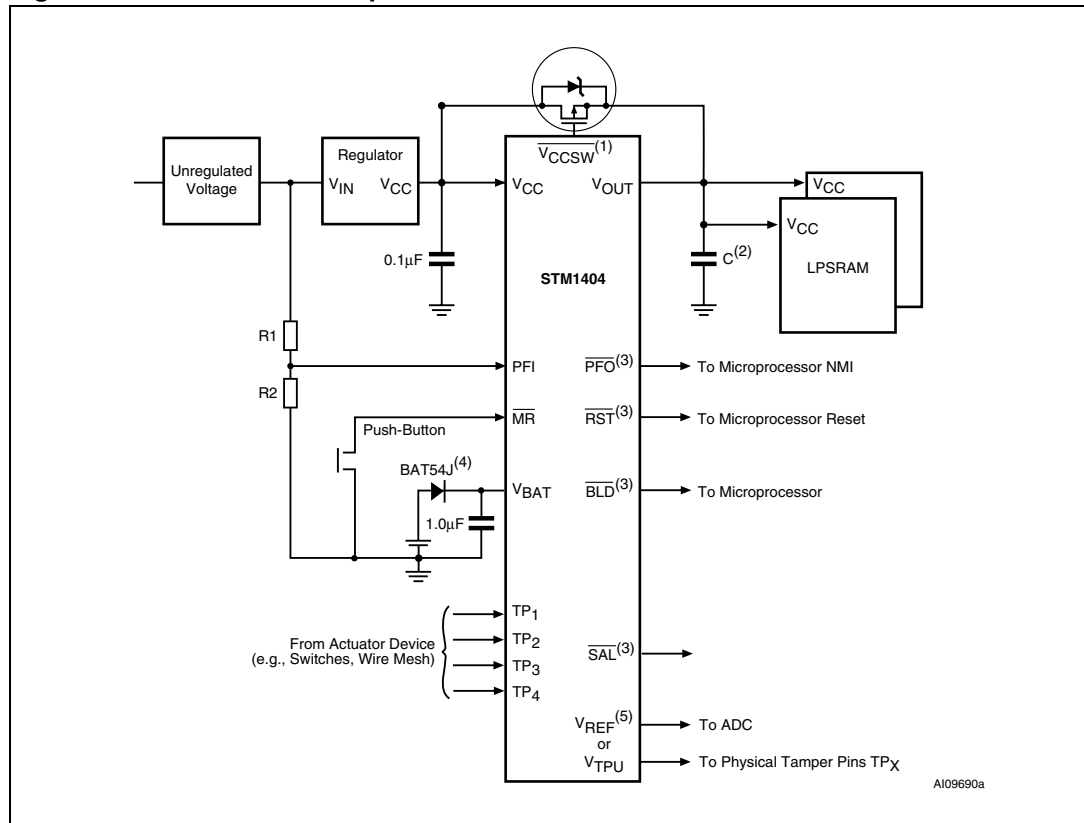 Unregulated
Voltage
Regulator
VIN VCC
VCCSW(1)
VCC VOUT
VCC
VCC
LPSRAM
0.1µF
C(2)
STM1404
R1
R2
PFI PFO(3) To Microprocessor NMI
MR RST(3) To Microprocessor Reset
Push-Button
BAT54J(4)
VBAT BLD(3) To Microprocessor
1.0µF
TP1
TP2
TP3
TP4
From Actuator Device
(e.g., Switches, Wire Mesh)
SAL(3)
VREF(5) To ADC
or
VTPU To Physical Tamper Pins TPX
AI09690a